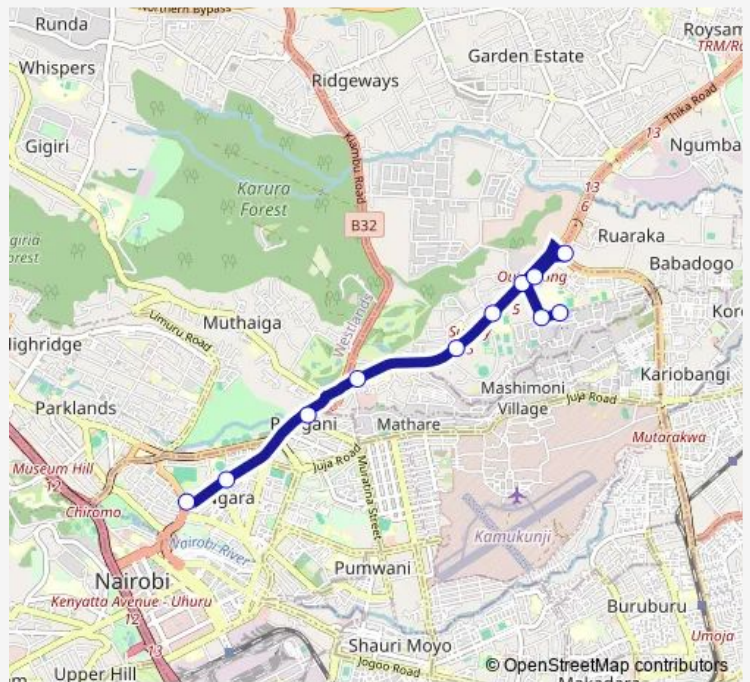 Northern Bypass
Runda
Roysam
TRM/Ro
Garden Estate
Whispers
Ridgeways
Thika Road
13
Gigiri
Kiambu Road
Ngumba
13
6
Karura
Forest
B32
Ruaraka
Babadogo
Westlands
Muthaiga
Limuru Road
5
Kariobangi
Mashimoni
Village
Juja Road
Parklands
Mathare
Mutarakwa
Museum Hill
12
Juja Road
Muratina Street
Chiromo
Nairobi River
Kamukunji
Nairobi
Pumwani
Kenyatta Avenue - Uhuru
12
Buruburu
Umoja
13
Shauri Moyo
Upper Hill
Jogoo Road
© OpenStreetMap contributors